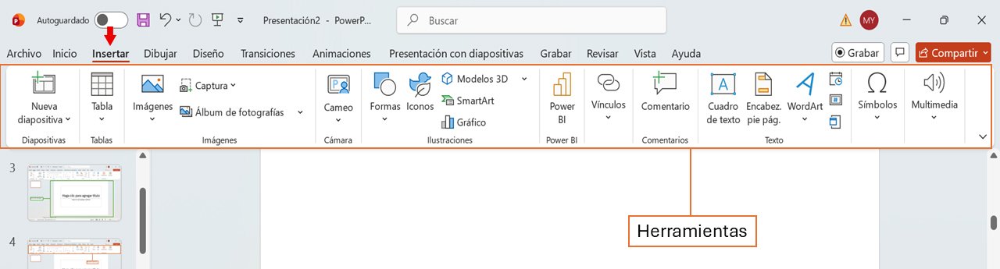 Autoguardado
Presentación2 - PowerP...
Buscar
MY
Archivo Inicio Insertar Dibujar Diseño Transiciones Animaciones Presentación con diapositivas Grabar Revisar Vista Ayuda
Grabar
Compartir
Nueva
diapositiva
Diapositivas
Tabla
Tablas
Imágenes
Captura
Álbum de fotografías
Imágenes
Cameo
Cámara
Formas
Iconos
Modelos 3D
SmartArt
Gráfico
Ilustraciones
Power
BI
Power BI
Vínculos
Comentario
Comentarios
Cuadro
de texto
Encabez.
pie pág.
WordArt
Texto
Símbolos
Multimedia
3
Haga clic para agregar título
4
Herramientas